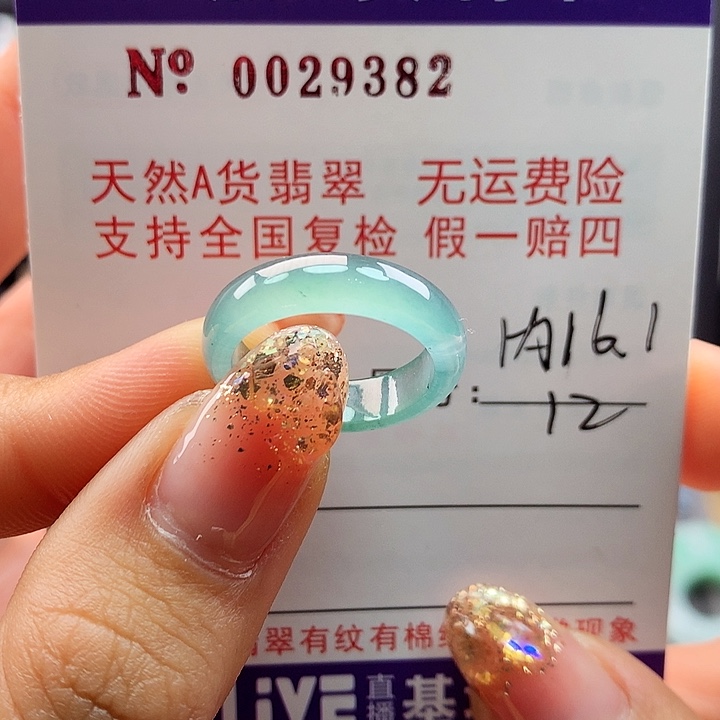 Nº 0029382
天然A货翡翠 无运费险
支持全国复检 假一赔四
内16.1
12
翠有纹有棉
现象
LIVE 直播 基